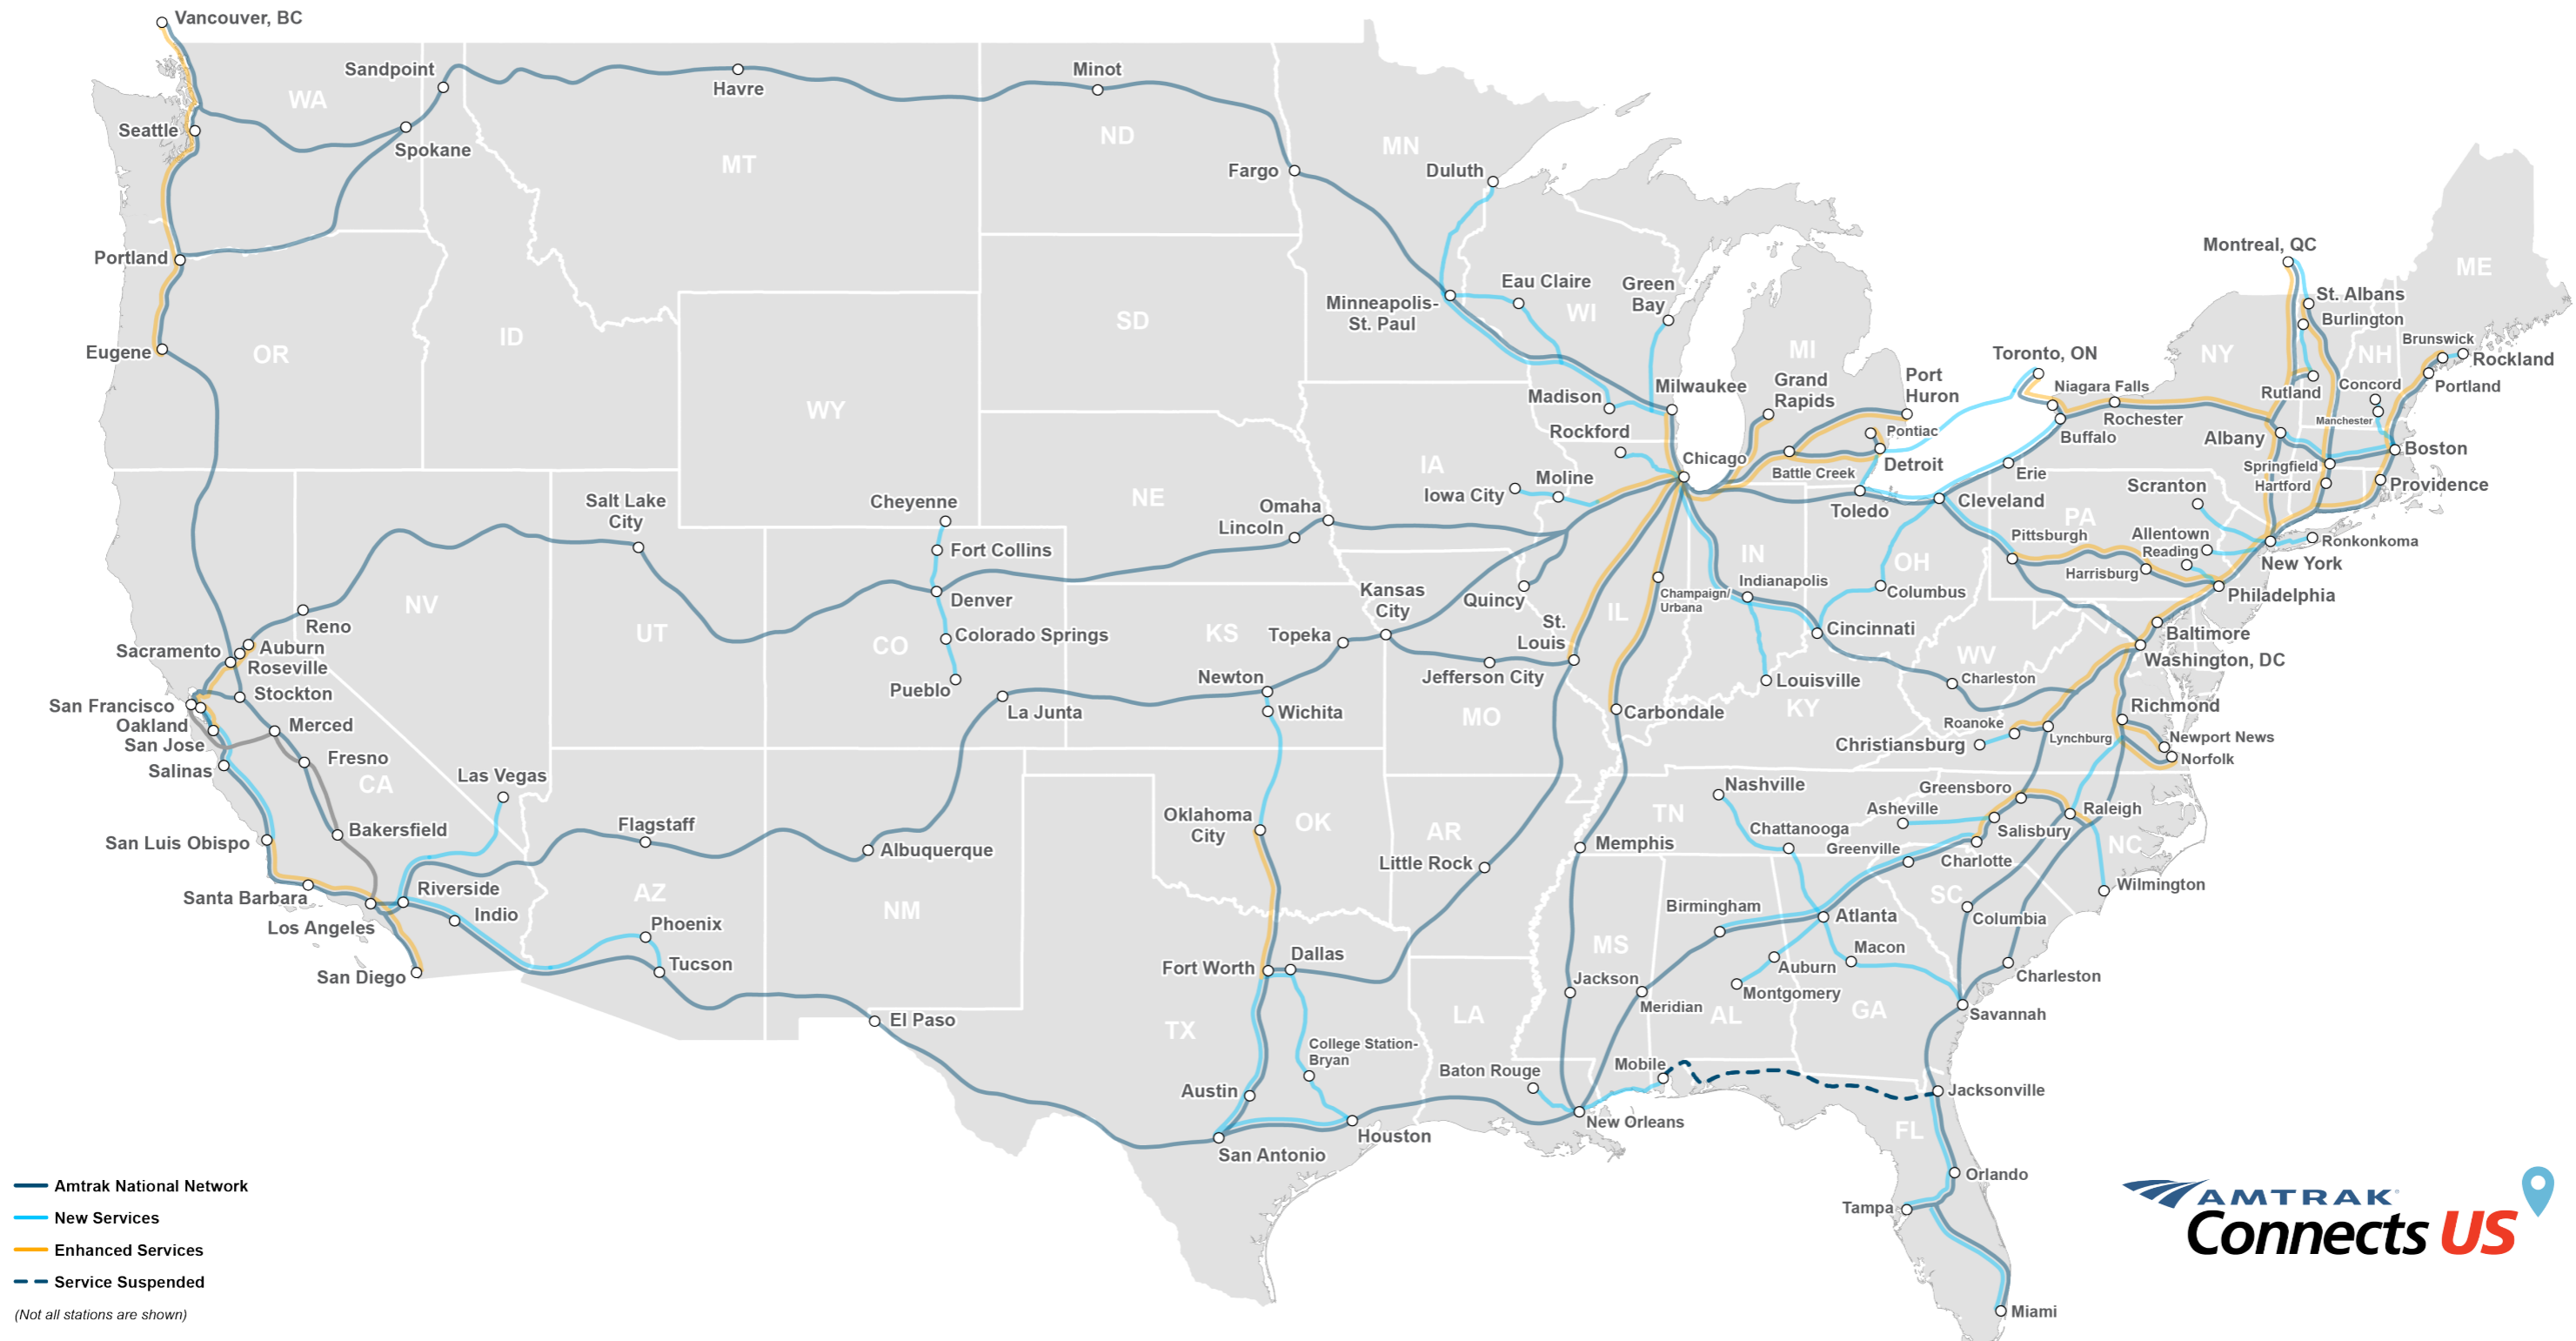 Vancouver, BC
Sandpoint
WA
Havre
Minot
Seattle
Spokane
MT
ND
Fargo
MN
Duluth
Portland
Eugene
OR
ID
SD
WY
Minneapolis-
St. Paul
Eau Claire
WI
Green
Bay
Madison
Milwaukee
Rockford
Moline
Iowa City
IA
Chicago
MI
Grand
Rapids
Port
Huron
Pontiac
Battle Creek
Detroit
Toledo
Toronto, ON
Niagara Falls
Rochester
Buffalo
Erie
Cleveland
Montreal, QC
St. Albans
Burlington
NY
NH
ME
Brunswick
Rockland
Portland
Rutland
Concord
Manchester
Albany
Boston
Springfield
Hartford
Providence
Scranton
PA
Allentown
Reading
Pittsburgh
Harrisburg
Ronkonkoma
New York
Philadelphia
Baltimore
Washington, DC
Salt Lake
City
Cheyenne
Fort Collins
Denver
Colorado Springs
Pueblo
CO
NE
Omaha
Lincoln
Kansas
City
Topeka
KS
Newton
Wichita
La Junta
Quincy
St.
Louis
Jefferson City
MO
IL
Champaign/
Urbana
IN
Indianapolis
OH
Columbus
Cincinnati
Louisville
KY
WV
Charleston
Carbondale
NV
UT
Reno
Auburn
Sacramento
Roseville
Stockton
San Francisco
Oakland
San Jose
Merced
Fresno
Salinas
CA
Las Vegas
Bakersfield
San Luis Obispo
Santa Barbara
Los Angeles
Riverside
Indio
San Diego
Flagstaff
AZ
Phoenix
Tucson
Albuquerque
NM
El Paso
Oklahoma
City
OK
AR
Little Rock
Fort Worth
Dallas
TX
College Station-
Bryan
Austin
San Antonio
Houston
LA
Baton Rouge
New Orleans
Memphis
MS
Jackson
Meridian
Mobile
AL
Birmingham
Montgomery
Auburn
Atlanta
Macon
GA
Nashville
TN
Chattanooga
Greenville
Asheville
Greensboro
Salisbury
Charlotte
Raleigh
NC
Wilmington
SC
Columbia
Charleston
Savannah
Roanoke
Christiansburg
Lynchburg
Richmond
Newport News
Norfolk
Jacksonville
FL
Orlando
Tampa
Miami
Amtrak National Network
New Services
Enhanced Services
Service Suspended
(Not all stations are shown)
AMTRAK
Connects US